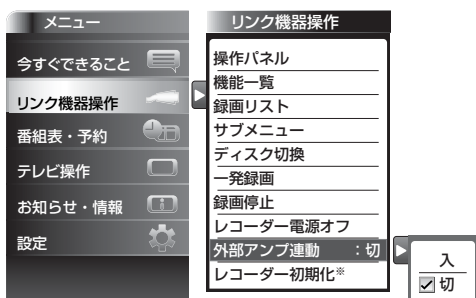 メニュー
今すぐできること
リンク機器操作
番組表・予約
テレビ操作
お知らせ・情報
設定
リンク機器操作
操作パネル
機能一覧
録画リスト
サブメニュー
ディスク切換
一発録画
録画停止
レコーダー電源オフ
外部アンプ連動 ：切
レコーダー初期化※
入
切